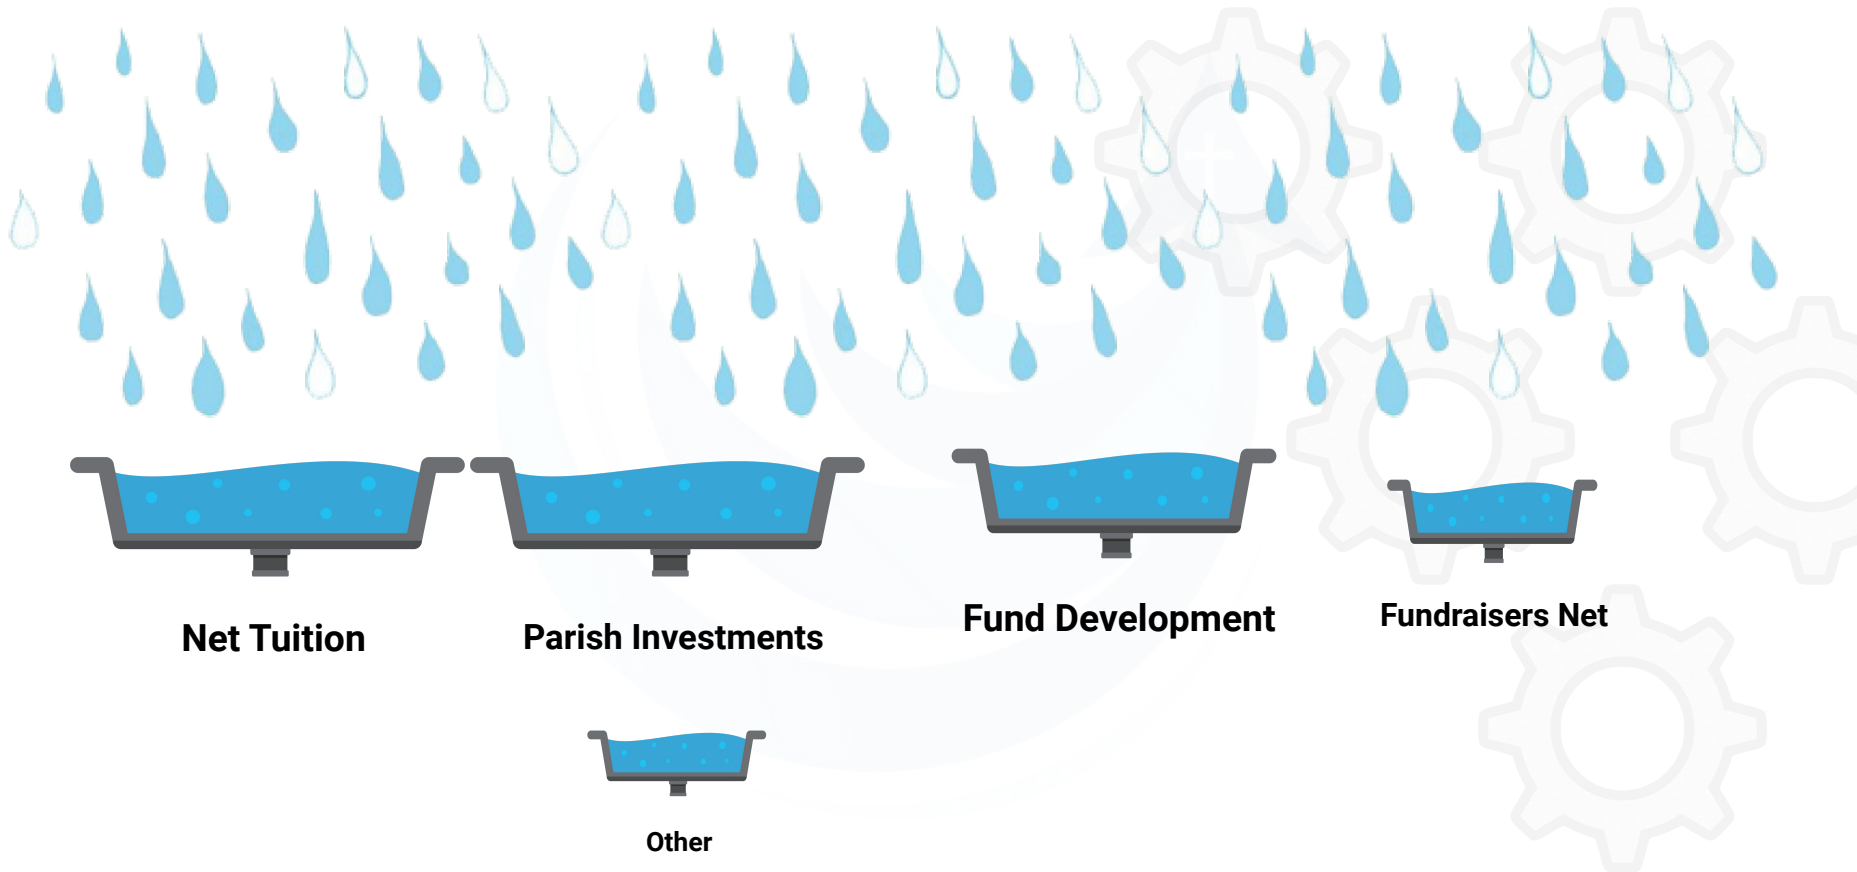 Net Tuition
Parish Investments
Fund Development
Fundraisers Net
Other